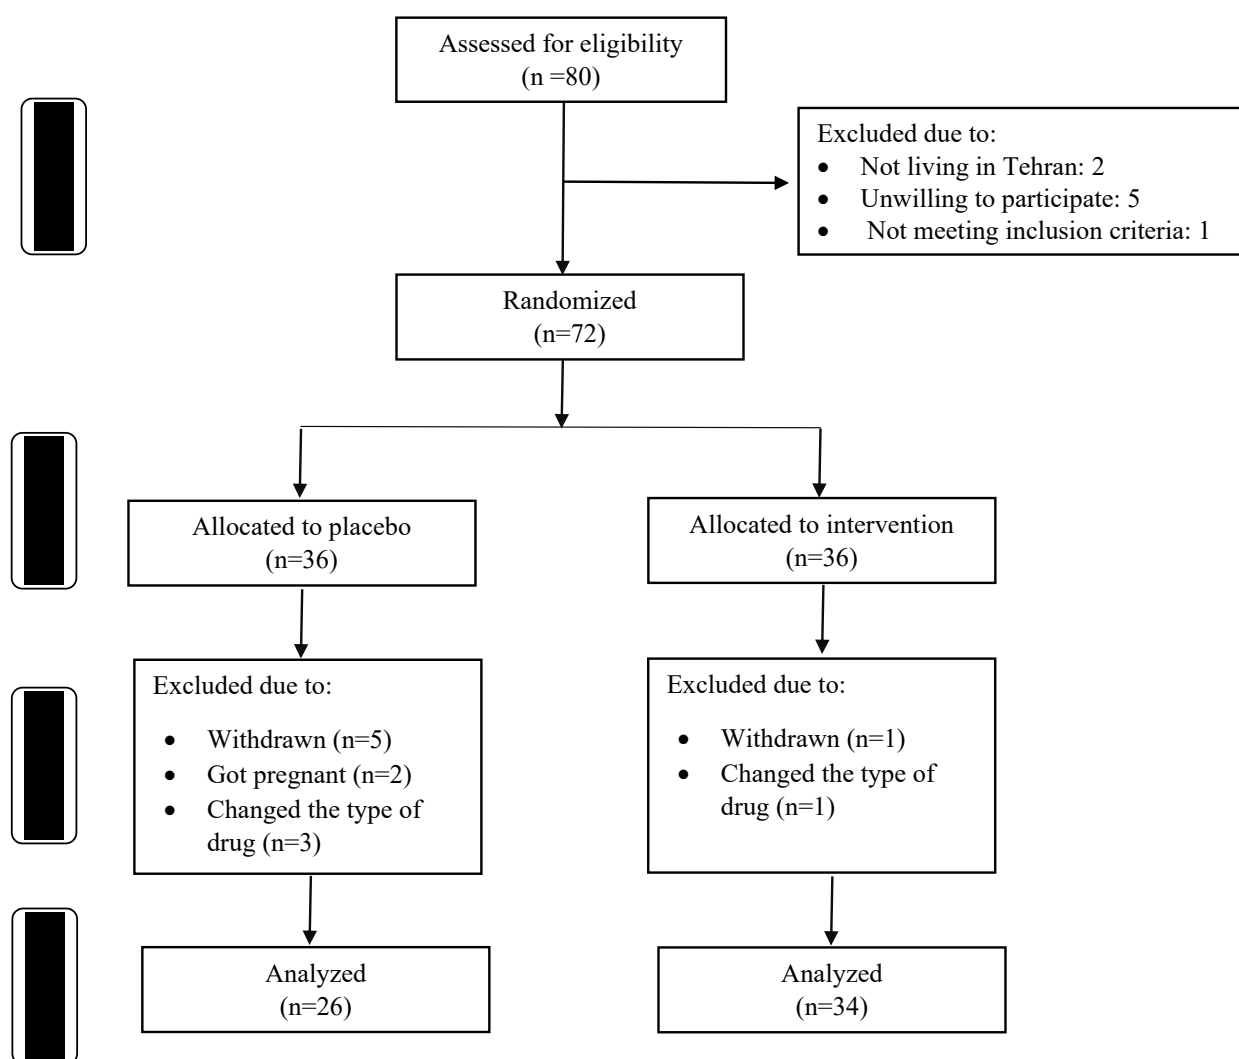 Assessed for eligibility
(n =80)
Excluded due to:
• Not living in Tehran: 2
• Unwilling to participate: 5
• Not meeting inclusion criteria: 1
Randomized
(n=72)
Allocated to placebo
(n=36)
Allocated to intervention
(n=36)
Excluded due to:
• Withdrawn (n=5)
• Got pregnant (n=2)
• Changed the type of
drug (n=3)
Excluded due to:
• Withdrawn (n=1)
• Changed the type of
drug (n=1)
Analyzed
(n=26)
Analyzed
(n=34)